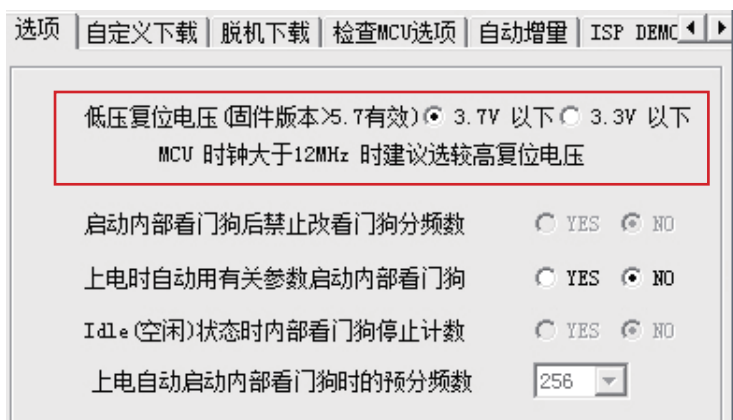 选项 自定义下载 脱机下载 检查MCU选项 自动增量 ISP DEMO
低压复位电压(固件版本>5.7有效) 3.7V 以下 3.3V 以下
MCU 时钟大于12MHz 时建议选较高复位电压
启动内部看门狗后禁止改看门狗分频数 YES NO
上电时自动用有关参数启动内部看门狗 YES NO
Idle(空闲)状态时内部看门狗停止计数 YES NO
上电自动启动内部看门狗时的预分频数 256